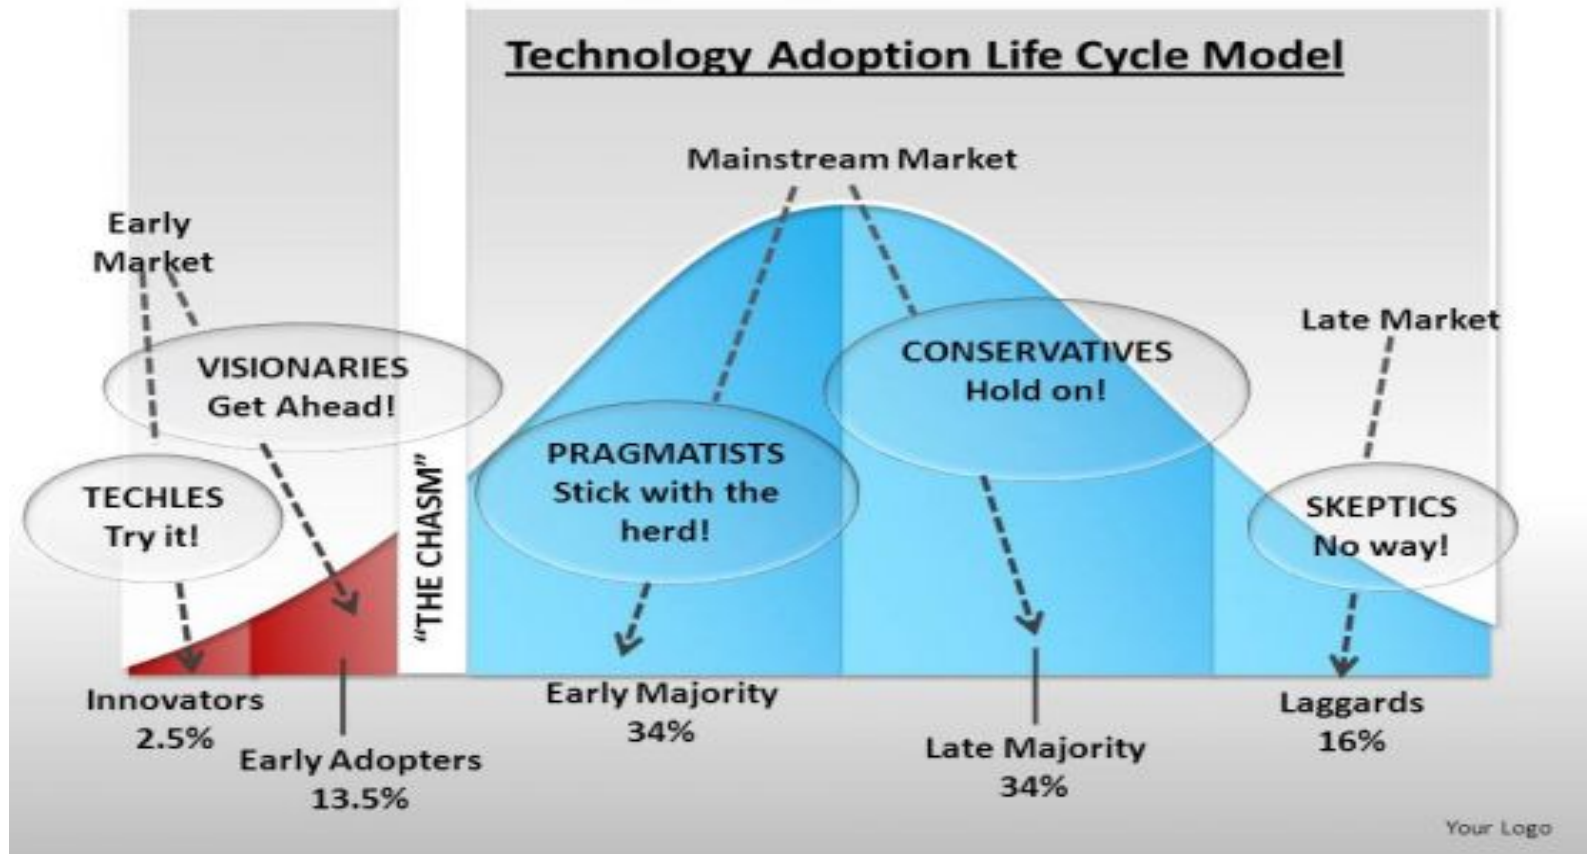 Technology Adoption Life Cycle Model
Mainstream Market
Early
Market
Late Market
VISIONARIES
Get Ahead!
CONSERVATIVES
Hold on!
TECHLES
Try it!
"THE CHASM"
PRAGMATISTS
Stick with the
herd!
SKEPTICS
No way!
Innovators
2.5%
Early Adopters
13.5%
Early Majority
34%
Late Majority
34%
Laggards
16%
Your Logo